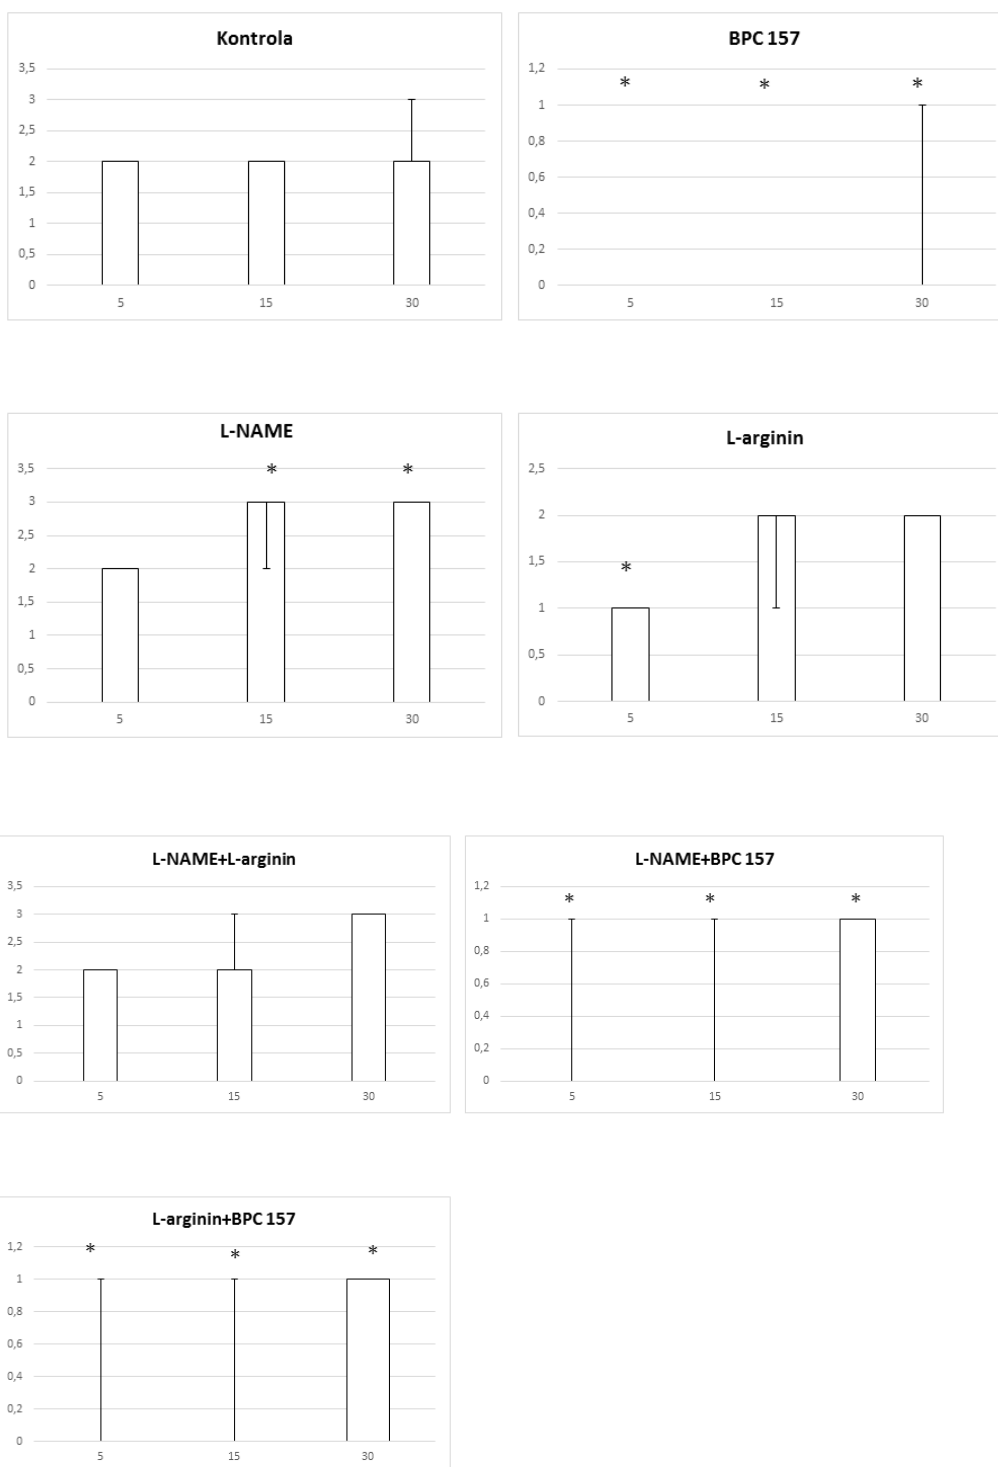 Kontrola
3,5
3
2,5
2
1,5
1
0,5
0
5 15 30
BPC 157
1,2
* * *
1
0,8
0,6
0,4
0,2
0
5 15 30
L-NAME
3,5 * *
3
2,5
2
1,5
1
0,5
0
5 15 30
L-arginin
2,5
2
1,5
*
1
0,5
0
5 15 30
L-NAME+L-arginin
3,5
3
2,5
2
1,5
1
0,5
0
5 15 30
L-NAME+BPC 157
1,2
* * *
1
0,8
0,6
0,4
0,2
0
5 15 30
L-arginin+BPC 157
1,2 * * *
1
0,8
0,6
0,4
0,2
0
5 15 30